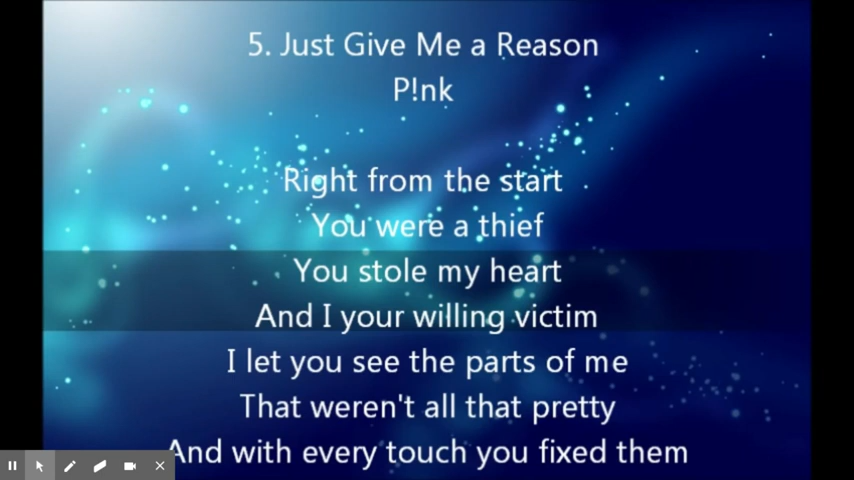 5. Just Give Me a Reason
P!nk
Right from the start
You were a thief
You stole my heart
And I your willing victim
I let you see the parts of me
That weren't all that pretty
And with every touch you fixed them